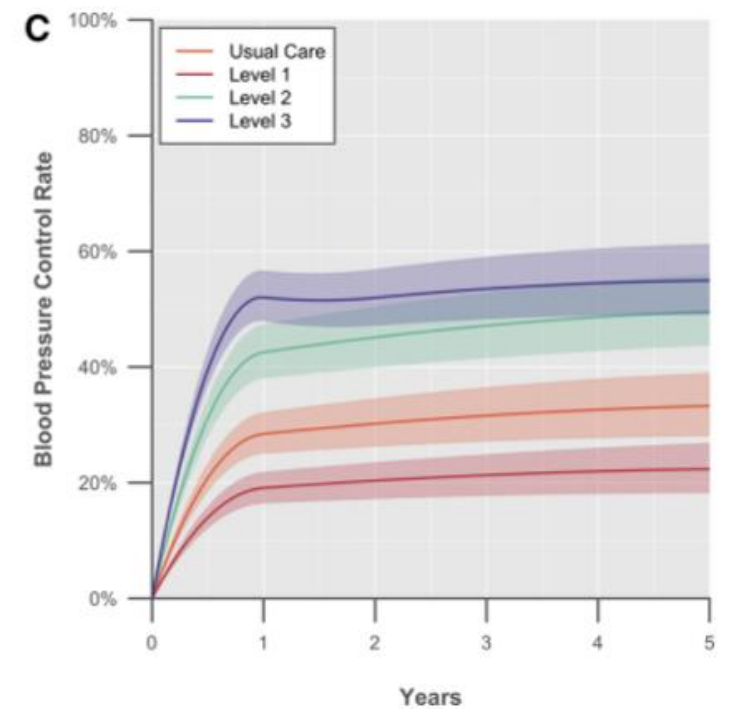 C
100%
Usual Care
Level 1
Level 2
Level 3
80%
60%
40%
20%
0%
Blood Pressure Control Rate
0 1 2 3 4 5
Years